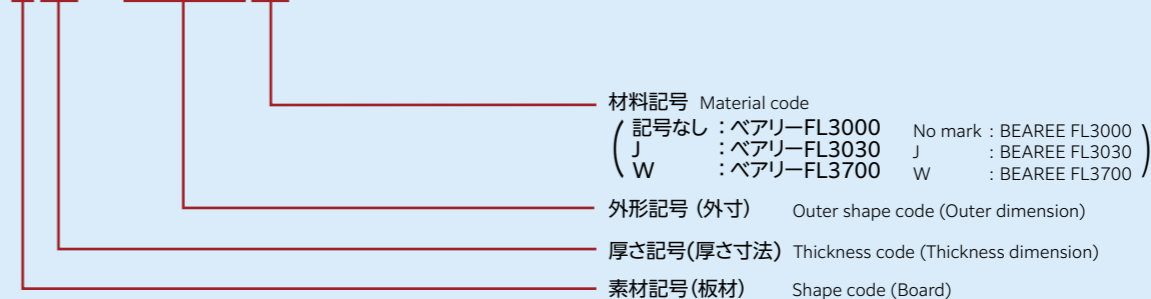 材料記号 Material code
記号なし：ベアリーFL3000 No mark : BEAREE FL3000
J ：ベアリーFL3030 J : BEAREE FL3030
W ：ベアリーFL3700 W : BEAREE FL3700
外形記号（外寸） Outer shape code (Outer dimension)
厚さ記号(厚さ寸法) Thickness code (Thickness dimension)
素材記号（板材） Shape code (Board)